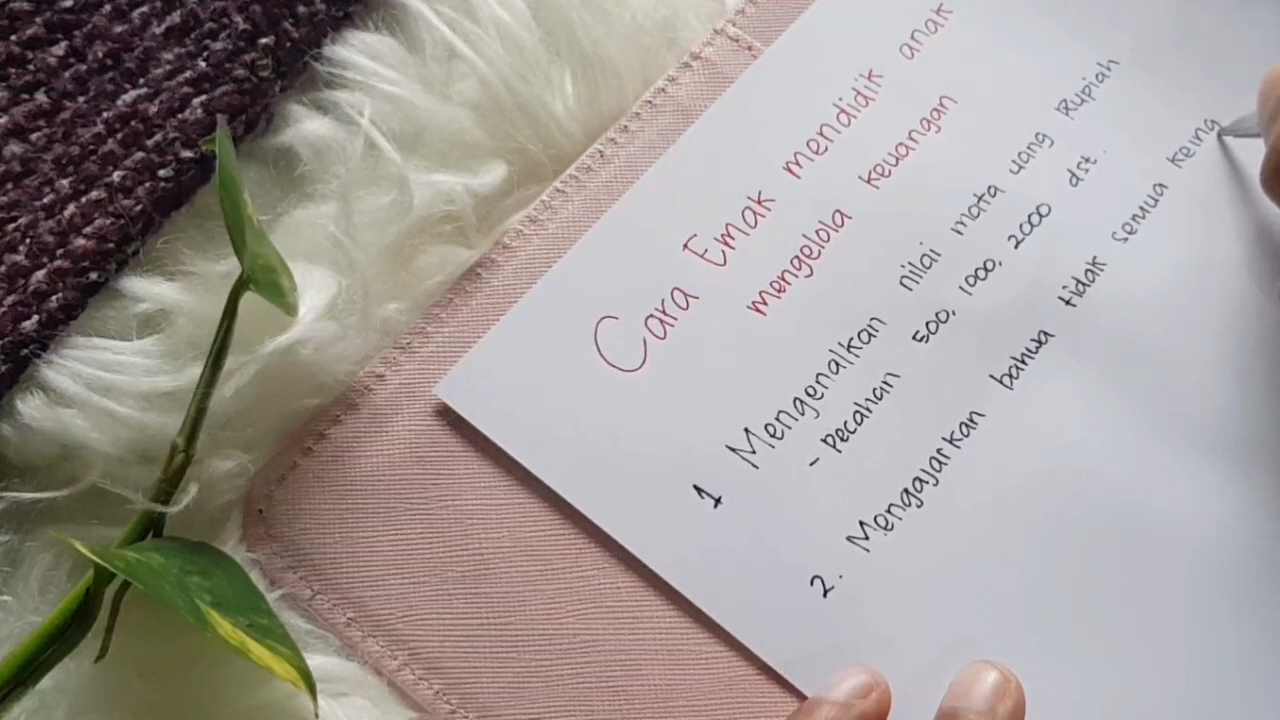 Cara Emak mendidik anak
mengelola keuangan
1 Mengenalkan nilai mata uang Rupiah
- Pecahan 500, 1000, 2000 dst.
2. Mengajarkan bahwa tidak semua keing